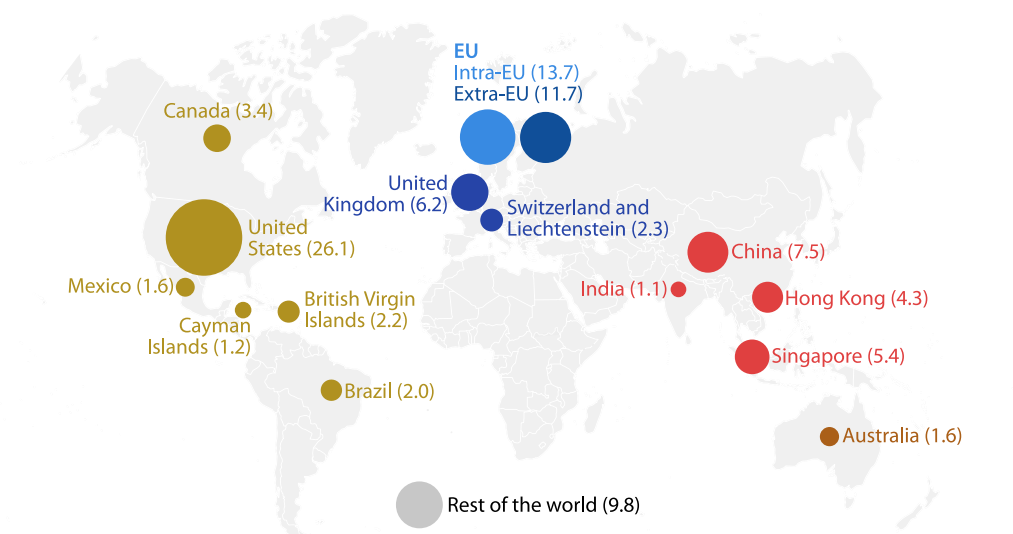 EU
Intra-EU (13.7)
Extra-EU (11.7)
Canada (3.4)
United
Kingdom (6.2)
Switzerland and
Liechtenstein (2.3)
United
States (26.1)
China (7.5)
Mexico (1.6)
India (1.1)
British Virgin
Islands (2.2)
Hong Kong (4.3)
Cayman
Islands (1.2)
Singapore (5.4)
Brazil (2.0)
Australia (1.6)
Rest of the world (9.8)